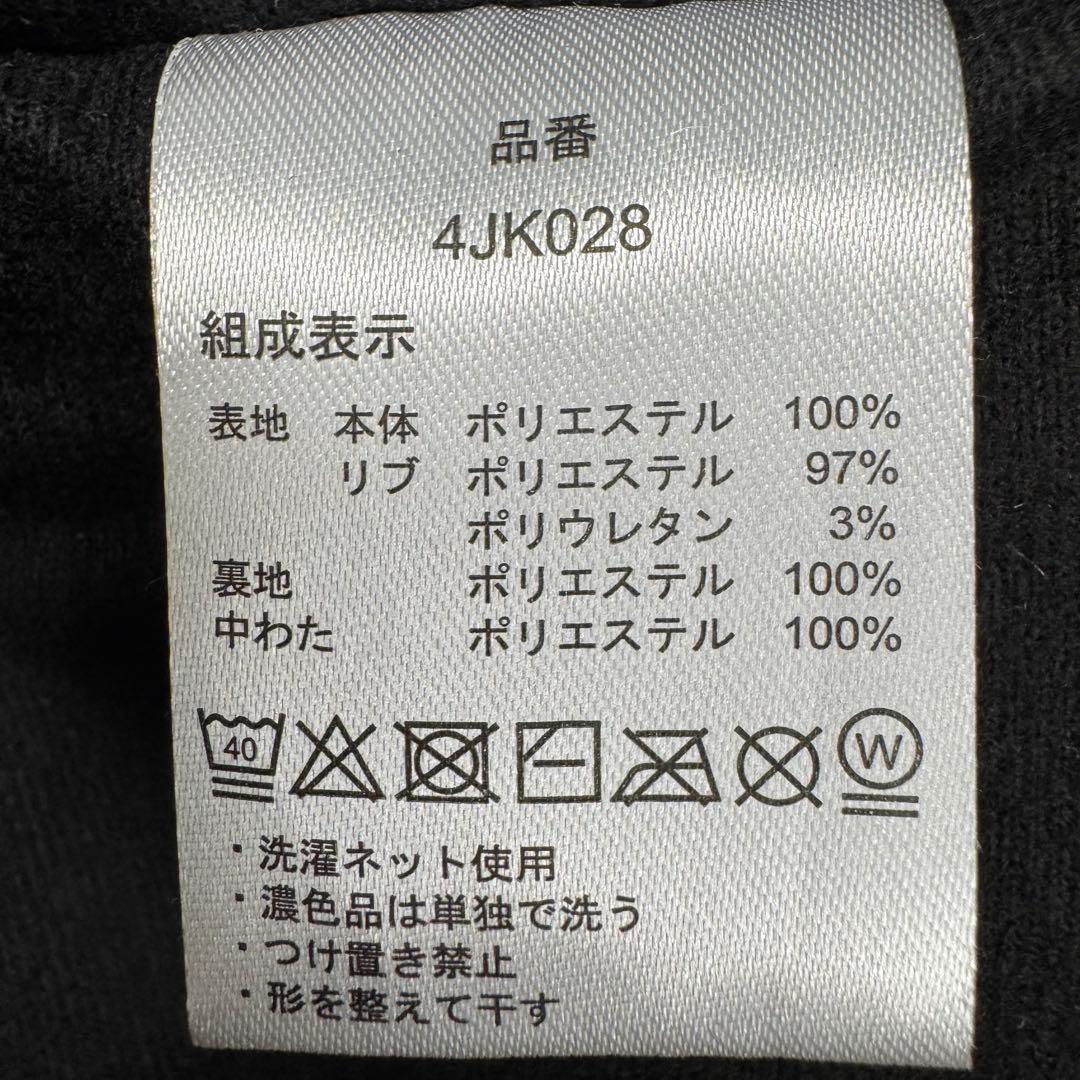 品番
4JK028
組成表示
表地 本体 ポリエステル 100%
リブ ポリエステル 97%
ポリウレタン 3%
裏地 ポリエステル 100%
中わた ポリエステル 100%
40 W
・洗濯ネット使用
・濃色品は単独で洗う
・つけ置き禁止
・形を整えて干す